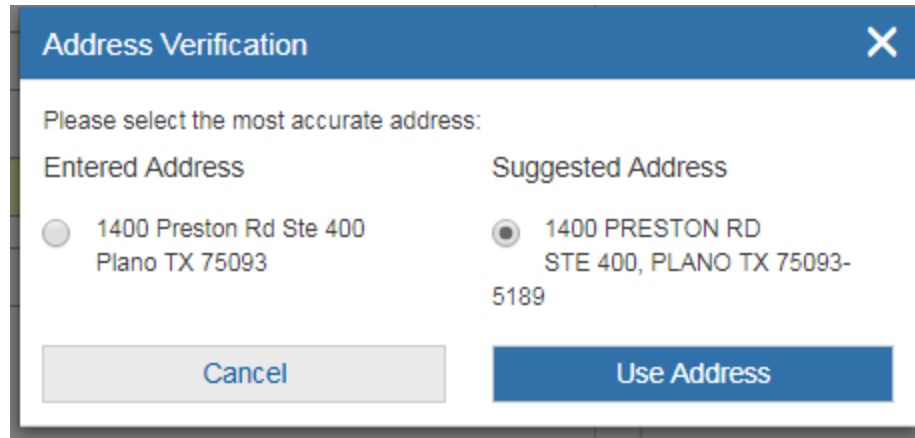 Address Verification
Please select the most accurate address:
Entered Address
1400 Preston Rd Ste 400
Plano TX 75093
Suggested Address
1400 PRESTON RD
STE 400, PLANO TX 75093-
5189
Cancel
Use Address